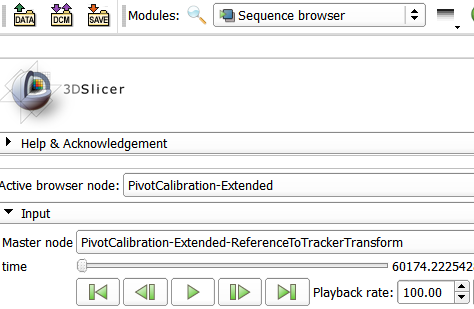 DATA DCM SAVE Modules: Sequence browser
3DSlicer
Help & Acknowledgement
Active browser node: PivotCalibration-Extended
Input
Master node PivotCalibration-Extended-ReferenceToTrackerTransform
time 60174.222542
Playback rate: 100.00